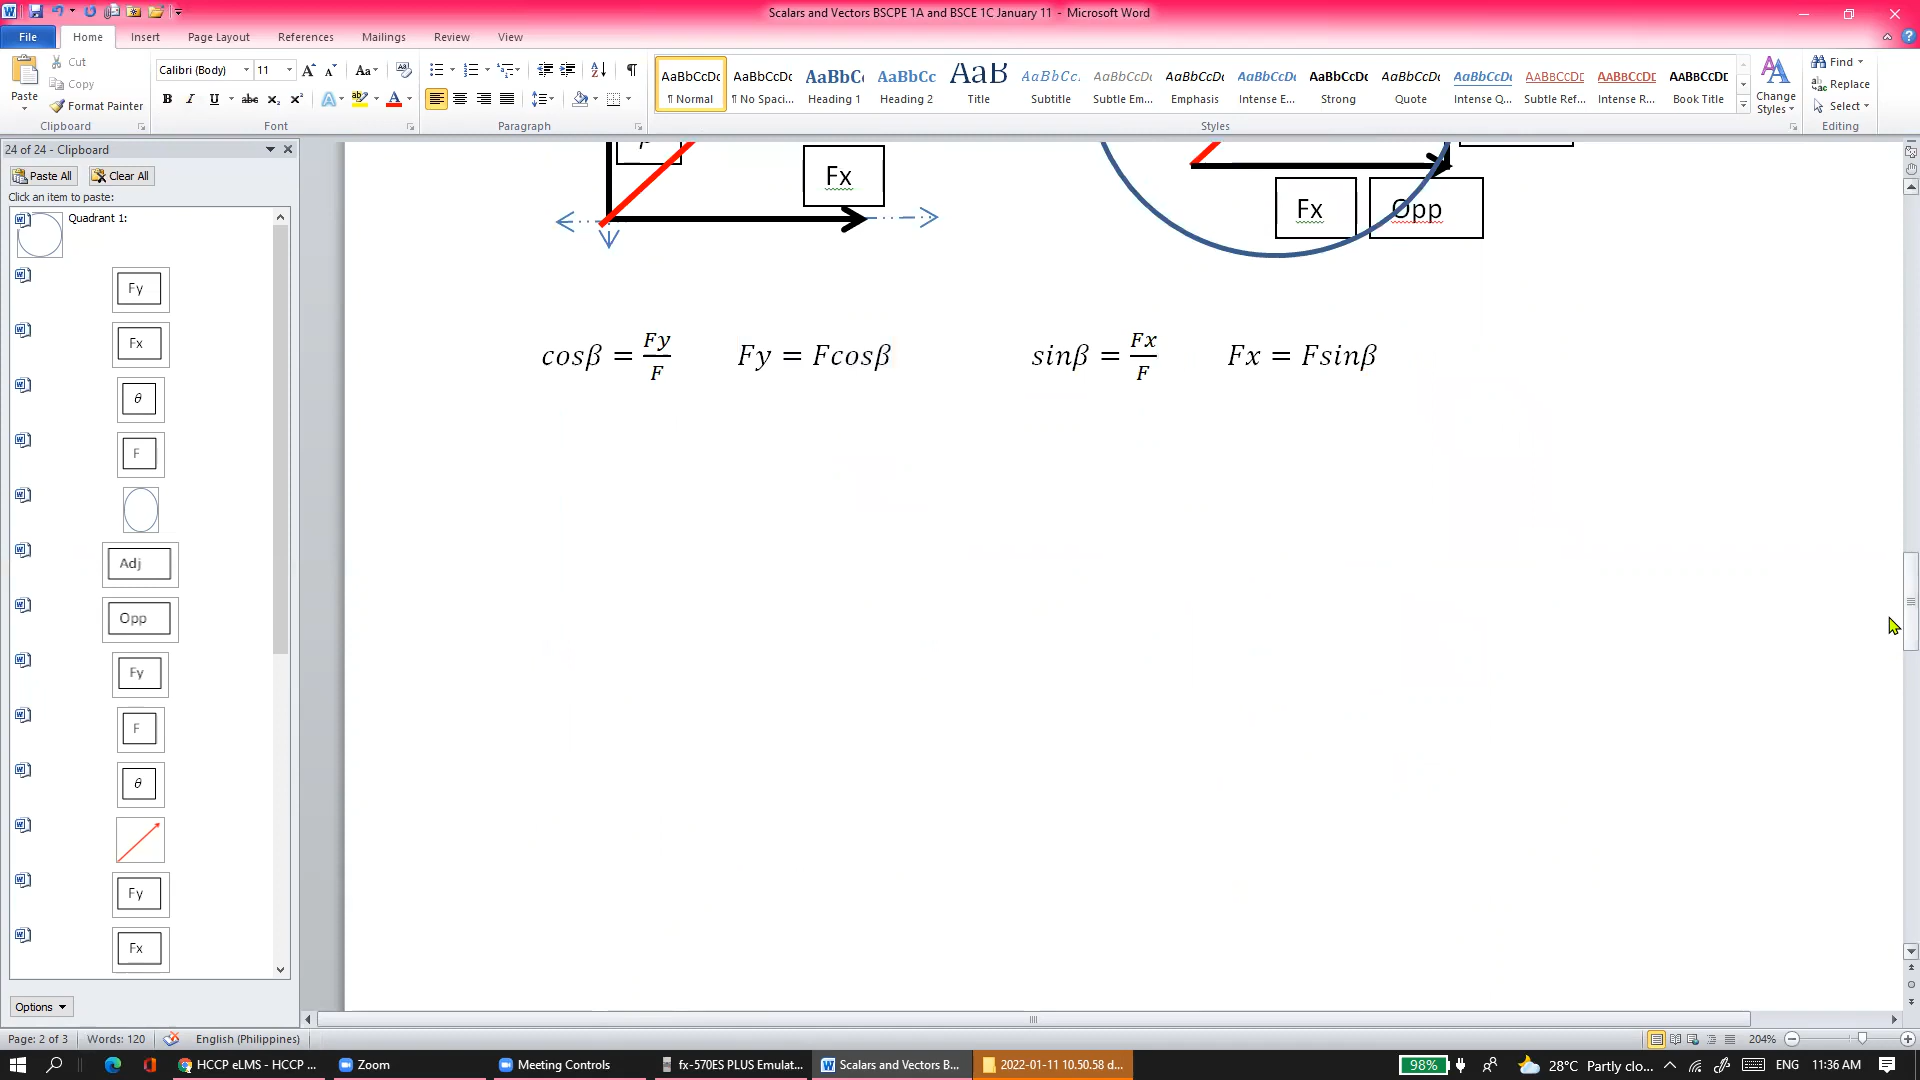 Scalars and Vectors BSCPE 1A and BSCE 1C January 11 - Microsoft Word
File Home Insert Page Layout References Mailings Review View
Paste
Cut
Copy
Format Painter
Clipboard
Calibri (Body) 11
Font
Paragraph
AaBbCcDc AaBbCcDc AaBbC AaBbCc AaB AaBbCc. AaBbCcDc AaBbCcDc AaBbCcDc AaBbCcDc AaBbCcDc AaBbCcDc AABBCCDE AABBCCDE AaBbCcDc
¶ Normal ¶ No Spaci... Heading 1 Heading 2 Title Subtitle Subtle Em... Emphasis Intense E... Strong Quote Intense Q... Subtle Ref... Intense R... Book Title
Styles
Change Styles
Find
Replace
Select
Editing
24 of 24 - Clipboard
Paste All Clear All
Click an item to paste:
Quadrant 1:
Fy
Fx
θ
F
Adj
Opp
Fy
F
θ
Fy
Fx
Options
Fx
Fx Opp
cosβ = Fy/F Fy = Fcosβ sinβ = Fx/F Fx = Fsinβ
Page: 2 of 3 Words: 120 English (Philippines) 204%
HCCP eLMS - HCCP ... Zoom Meeting Controls fx-570ES PLUS Emulat... Scalars and Vectors B... 2022-01-11 10.50.58 d... 98% 28°C Partly clo... ENG 11:36 AM